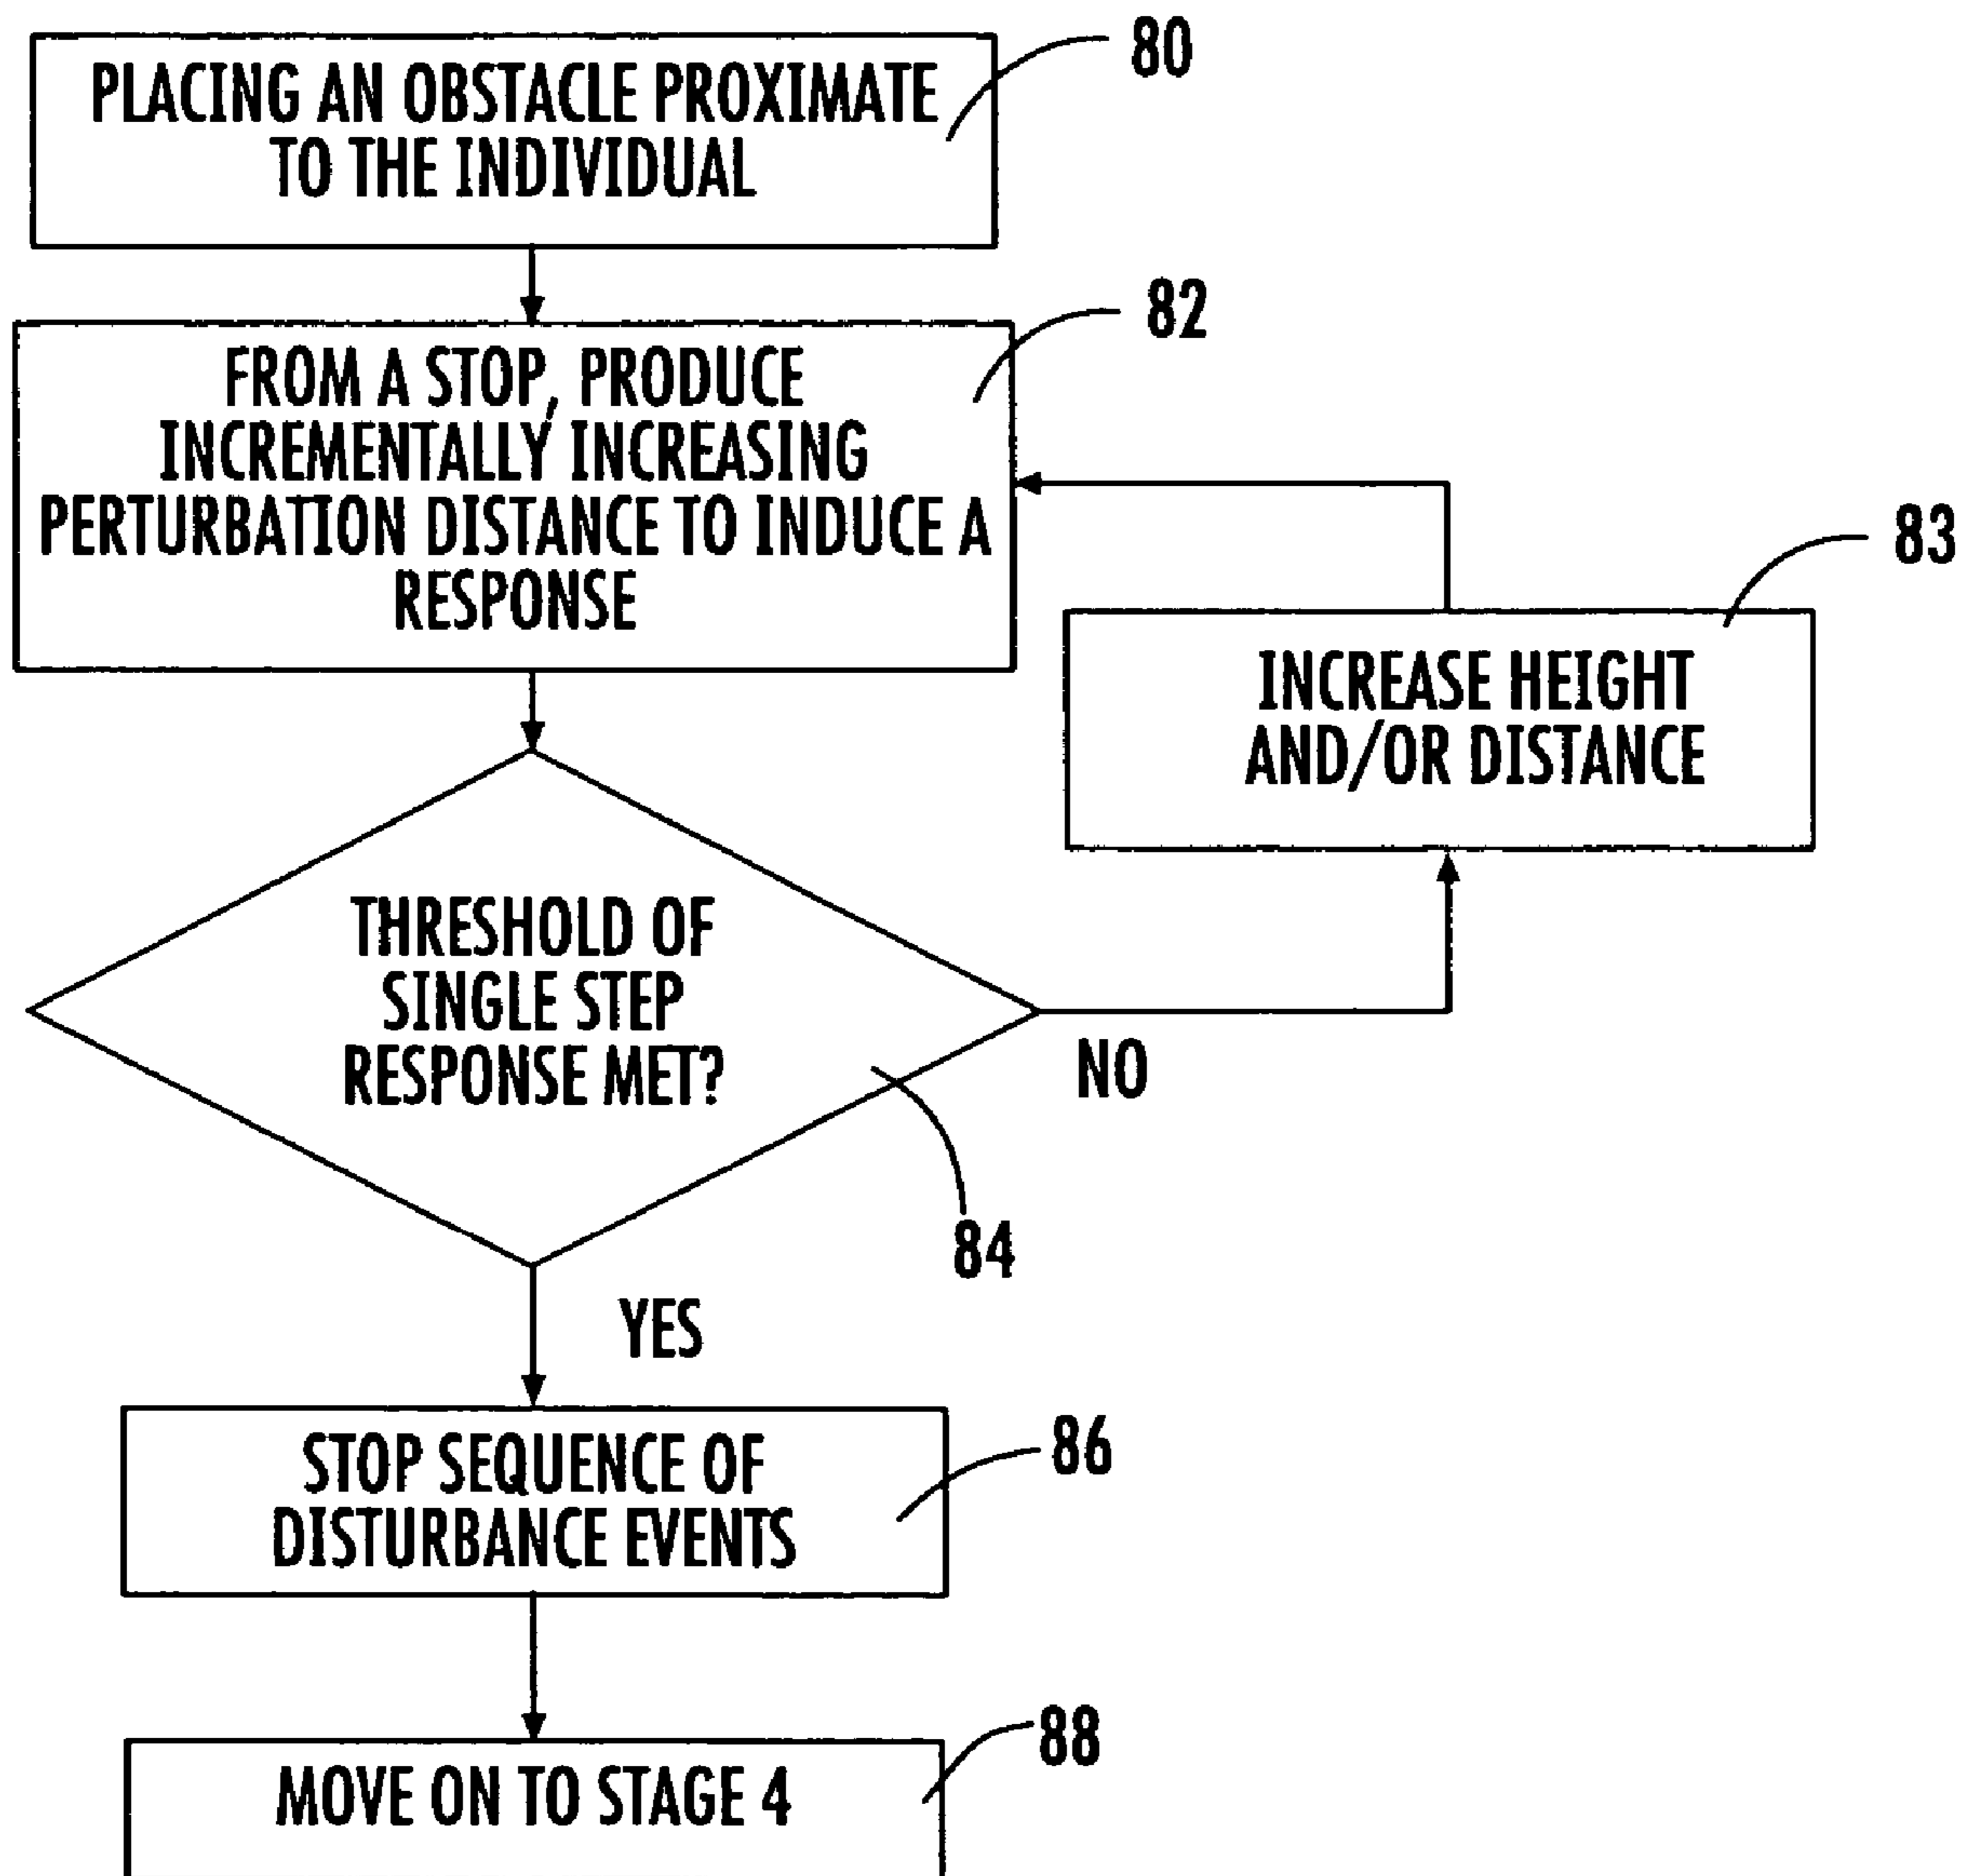 80
PLACING AN OBSTACLE PROXIMATE
TO THE INDIVIDUAL
82
FROM A STOP, PRODUCE
INCREMENTALLY INCREASING
PERTURBATION DISTANCE TO INDUCE A
RESPONSE
83
INCREASE HEIGHT
AND/OR DISTANCE
THRESHOLD OF
SINGLE STEP
RESPONSE MET?
NO
84
YES
STOP SEQUENCE OF
DISTURBANCE EVENTS
86
MOVE ON TO STAGE 4
88